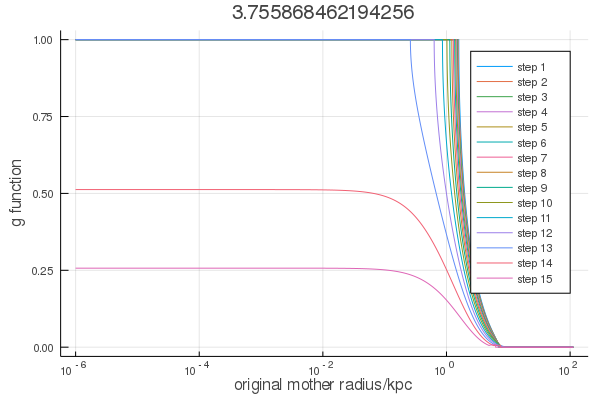 3.755868462194256
1.00
0.75
0.50
0.25
0.00
g function
step 1
step 2
step 3
step 4
step 5
step 6
step 7
step 8
step 9
step 10
step 11
step 12
step 13
step 14
step 15
10^-6
10^-4
10^-2
10^0
10^2
original mother radius/kpc